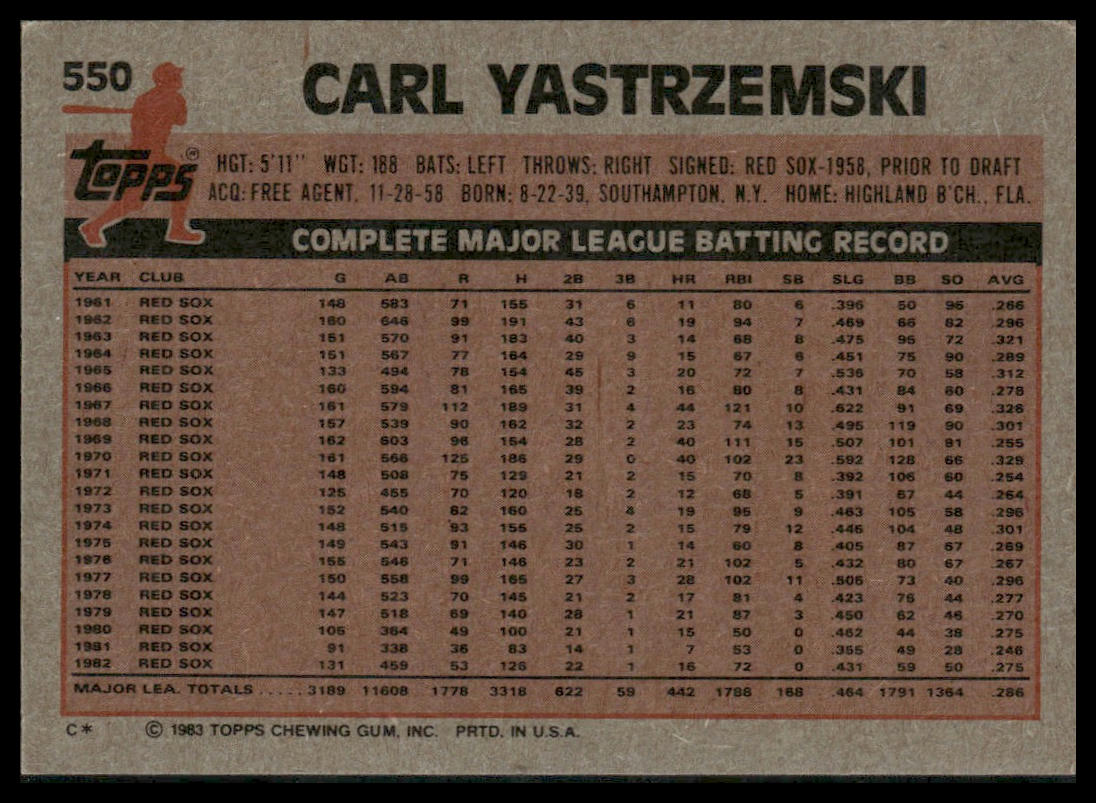 550
CARL YASTRZEMSKI
Topps®
HGT: 5'11" WGT: 188 BATS: LEFT THROWS: RIGHT SIGNED: RED SOX-1958, PRIOR TO DRAFT
ACQ: FREE AGENT, 11-28-58 BORN: 8-22-39, SOUTHAMPTON, N.Y. HOME: HIGHLAND B'CH., FLA.
COMPLETE MAJOR LEAGUE BATTING RECORD
YEAR CLUB G AB R H 2B 3B HR RBI SB SLG BB SO AVG
1961 RED SOX 148 583 71 155 31 6 11 80 6 .396 50 96 .266
1962 RED SOX 160 646 99 191 43 6 19 94 7 .469 66 82 .296
1963 RED SOX 151 570 91 183 40 3 14 68 8 .475 95 72 .321
1964 RED SOX 151 567 77 164 29 9 15 67 6 .451 75 90 .289
1965 RED SOX 133 494 78 154 45 3 20 72 7 .536 70 58 .312
1966 RED SOX 160 594 81 165 39 2 16 80 8 .431 84 60 .278
1967 RED SOX 161 579 112 189 31 4 44 121 10 .622 91 69 .326
1968 RED SOX 157 539 90 162 32 2 23 74 13 .495 119 90 .301
1969 RED SOX 162 603 96 154 28 2 40 111 15 .507 101 91 .255
1970 RED SOX 161 566 125 186 29 0 40 102 23 .592 128 66 .329
1971 RED SOX 148 508 75 129 21 2 15 70 8 .392 106 60 .254
1972 RED SOX 125 455 70 120 18 2 12 68 5 .391 67 44 .264
1973 RED SOX 152 540 82 160 25 4 19 95 9 .463 105 58 .296
1974 RED SOX 148 515 93 155 25 2 15 79 12 .446 104 48 .301
1975 RED SOX 149 543 91 146 30 1 14 60 8 .405 87 67 .269
1976 RED SOX 155 546 71 146 23 2 21 102 5 .432 80 67 .267
1977 RED SOX 150 558 99 165 27 3 28 102 11 .505 73 40 .296
1978 RED SOX 144 523 70 145 21 2 17 81 4 .423 76 44 .277
1979 RED SOX 147 518 69 140 28 1 21 87 3 .450 62 46 .270
1980 RED SOX 105 364 49 100 21 1 15 50 0 .462 44 38 .275
1981 RED SOX 91 338 36 83 14 1 7 53 0 .355 49 28 .246
1982 RED SOX 131 459 53 126 22 1 16 72 0 .431 59 50 .275
MAJOR LEA. TOTALS ..... 3189 11608 1778 3318 622 59 442 1788 168 .464 1791 1364 .286
C* © 1983 TOPPS CHEWING GUM, INC. PRTD. IN U.S.A.